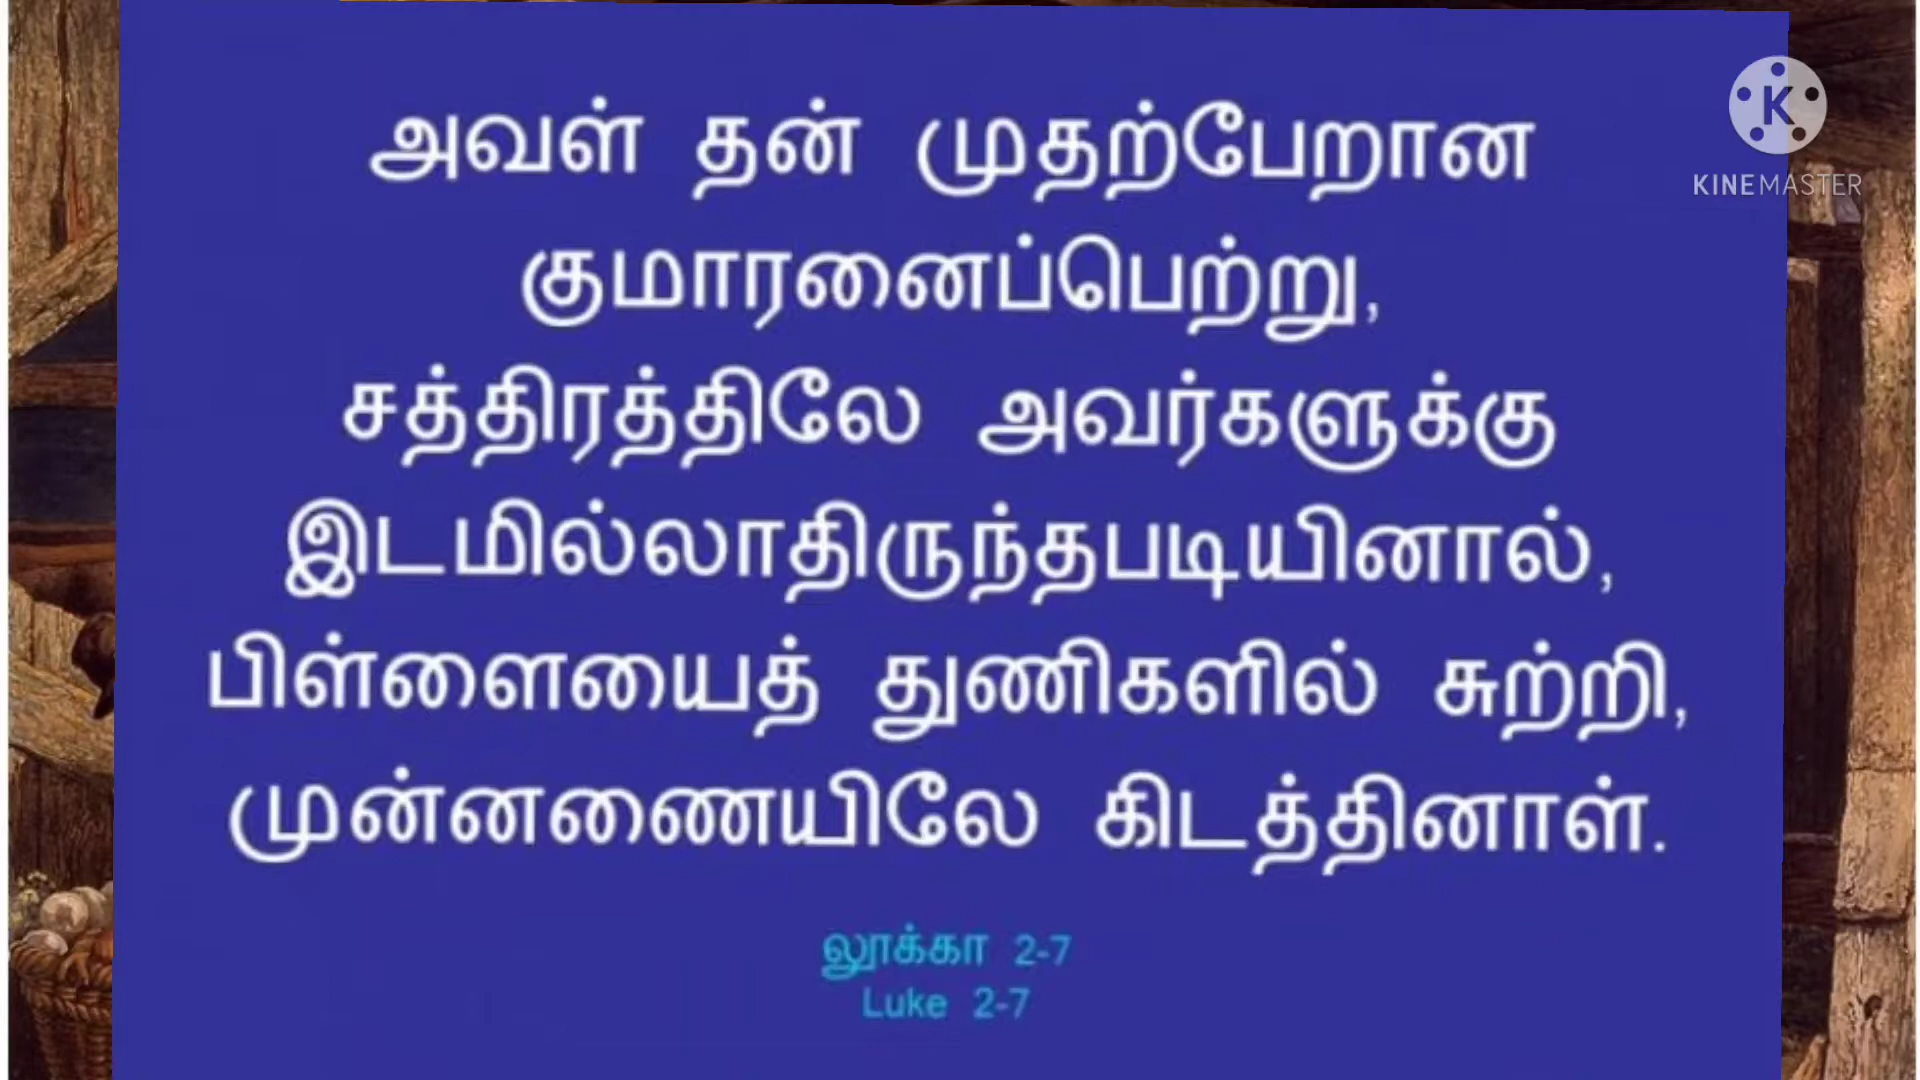 அவள் தன் முதற்பேறான
குமாரனைப்பெற்று,
சத்திரத்திலே அவர்களுக்கு
இடமில்லாதிருந்தபடியினால்,
பிள்ளையைத் துணிகளில் சுற்றி,
முன்னணையிலே கிடத்தினாள்.
லூக்கா 2-7
Luke 2-7
K
KINEMASTER